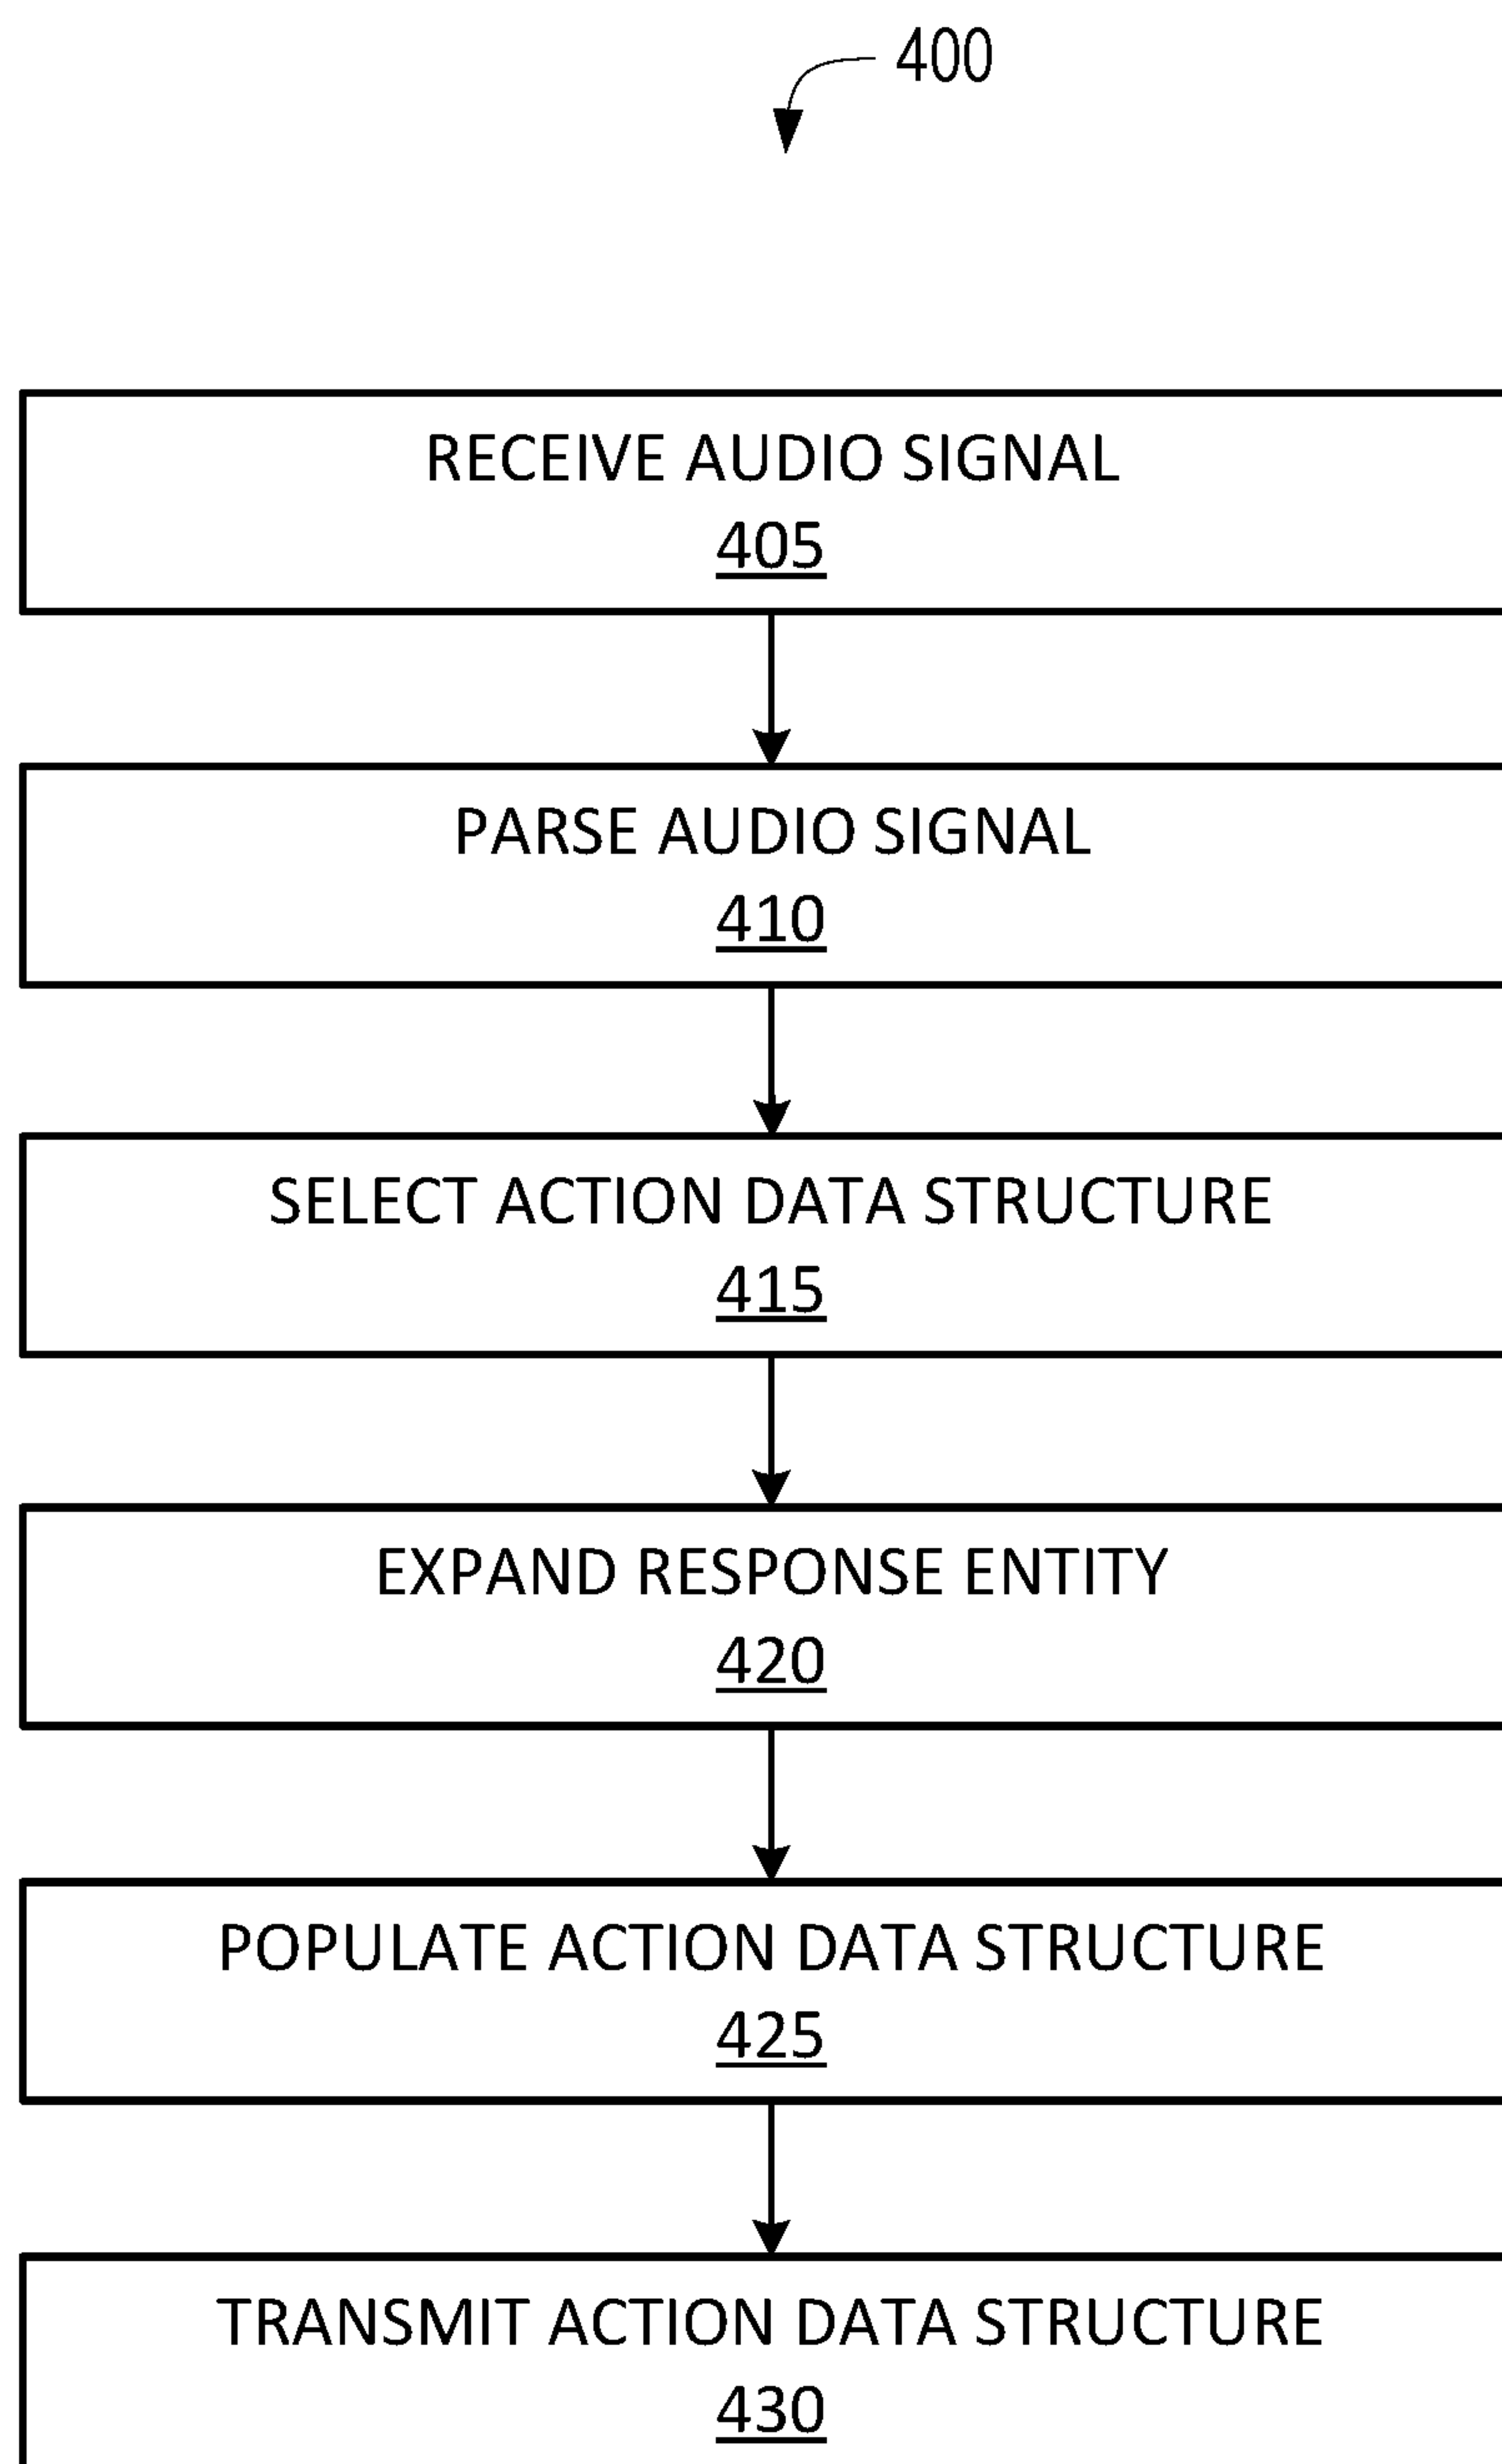 400
RECEIVE AUDIO SIGNAL
405
PARSE AUDIO SIGNAL
410
SELECT ACTION DATA STRUCTURE
415
EXPAND RESPONSE ENTITY
420
POPULATE ACTION DATA STRUCTURE
425
TRANSMIT ACTION DATA STRUCTURE
430